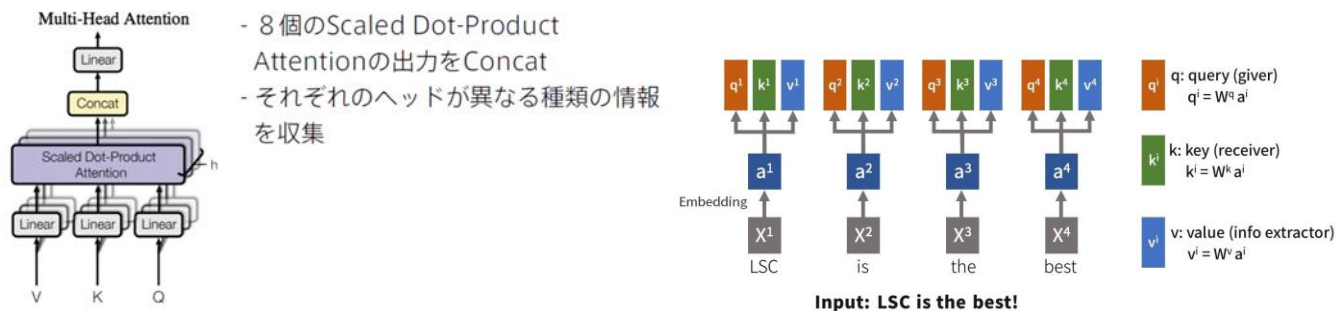 Multi-Head Attention
Linear
Concat
Scaled Dot-Product
Attention
h
Linear
Linear
Linear
V
K
Q
- 8個のScaled Dot-Product
Attentionの出力をConcat
- それぞれのヘッドが異なる種類の情報
を収集
q¹ k¹ v¹
q² k² v²
q³ k³ v³
q⁴ k⁴ v⁴
a¹ a² a³ a⁴
Embedding
X¹ X² X³ X⁴
LSC is the best
Input: LSC is the best!
qⁱ
q: query (giver)
qⁱ = W^q aⁱ
kⁱ
k: key (receiver)
kⁱ = W^k aⁱ
vⁱ
v: value (info extractor)
vⁱ = W^v aⁱ